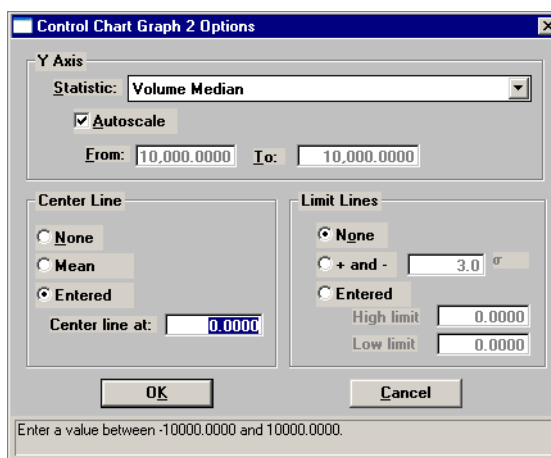 Control Chart Graph 2 Options
Y Axis
Statistic: Volume Median
Autoscale
From: 10,000.0000 To: 10,000.0000
Center Line
None
Mean
Entered
Center line at: 0.0000
Limit Lines
None
+ and - 3.0 σ
Entered
High limit 0.0000
Low limit 0.0000
OK
Cancel
Enter a value between -10000.0000 and 10000.0000.